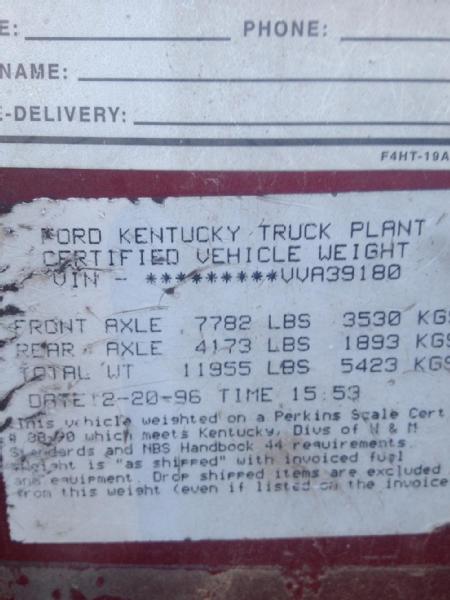 E:
PHONE:
NAME:
E-DELIVERY:
F4HT-19A
FORD KENTUCKY TRUCK PLANT
CERTIFIED VEHICLE WEIGHT
VIN - *********VVA39180
FRONT AXLE 7782 LBS 3530 KGS
REAR AXLE 4173 LBS 1893 KGS
TOTAL WT 11955 LBS 5423 KGS
DATE 2-20-96 TIME 15:53
This vehicle weighted on a Perkins Scale Cert
which meets Kentucky, Divs of W & M
Standards and NBS Handbook 44 requirements.
Weight is "as shipped" with invoiced fuel
and equipment. Drop shipped items are excluded
from this weight (even if listed on the invoice